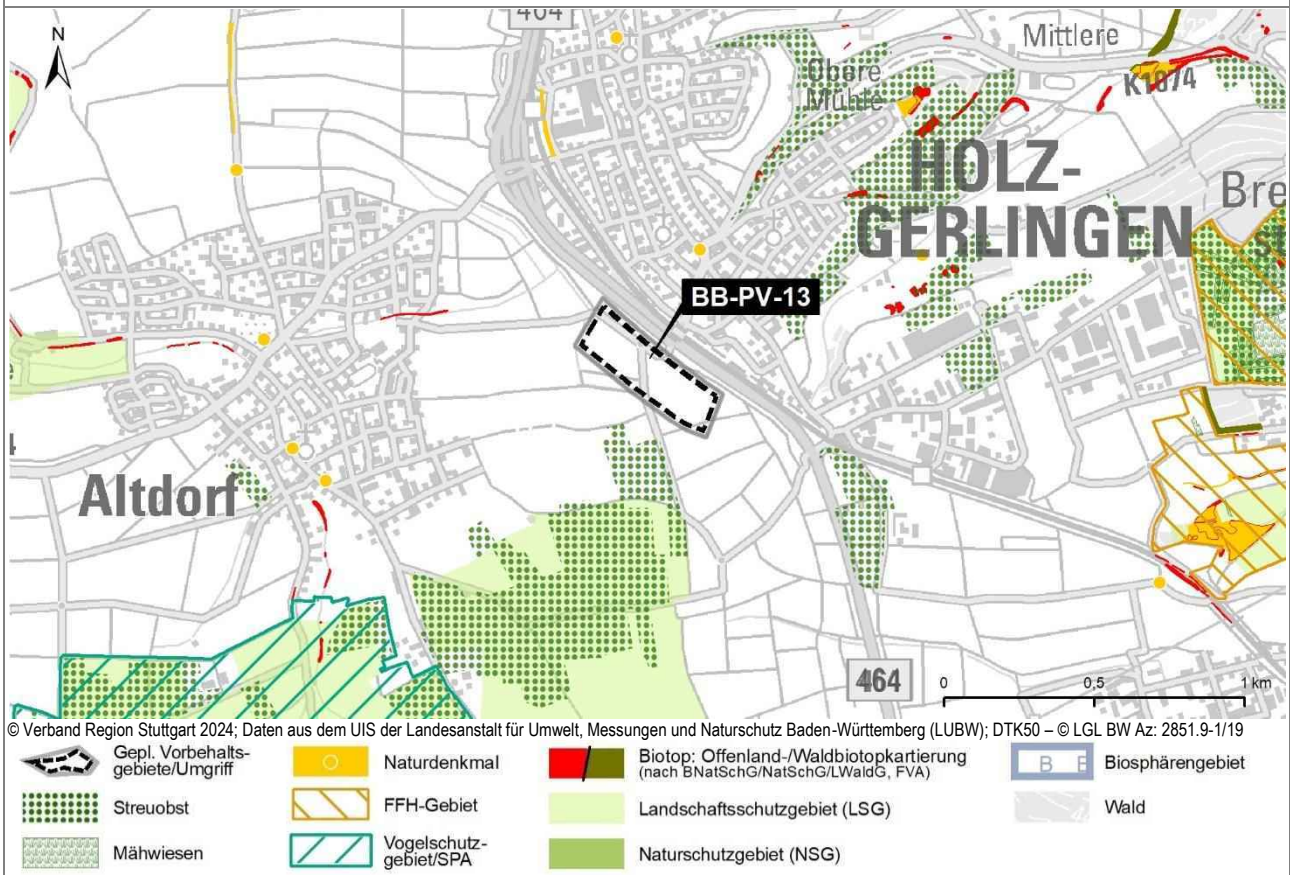 464
N
Mittlere
Obere
Mühle
K1074
HOLZ-
GERLINGEN
Bre
BB-PV-13
Altdorf
464
0 0,5 1 km
© Verband Region Stuttgart 2024; Daten aus dem UIS der Landesanstalt für Umwelt, Messungen und Naturschutz Baden-Württemberg (LUBW); DTK50 – © LGL BW Az: 2851.9-1/19
Gepl. Vorbehalts-
gebiete/Umgriff
Naturdenkmal
Biotop: Offenland-/Waldbiotopkartierung
(nach BNatSchG/NatSchG/LWaldG, FVA)
B E
Biosphärengebiet
Streuobst
FFH-Gebiet
Landschaftsschutzgebiet (LSG)
Wald
Mähwiesen
Vogelschutz-
gebiet/SPA
Naturschutzgebiet (NSG)